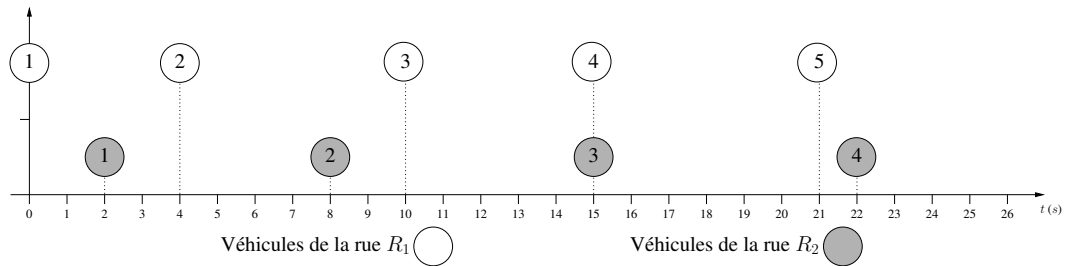 1 2 3 4 5
1 2 3 4
0 1 2 3 4 5 6 7 8 9 10 11 12 13 14 15 16 17 18 19 20 21 22 23 24 25 26 t (s)
Véhicules de la rue R₁ Véhicules de la rue R₂